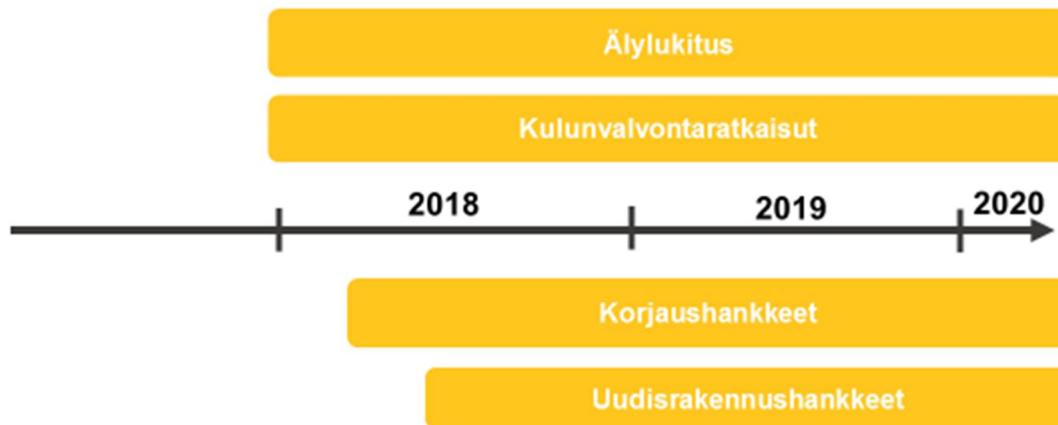 Älylukitus
Kulunvalvontaratkaisut
2018 2019 2020
Korjaushankkeet
Uudisrakennushankkeet